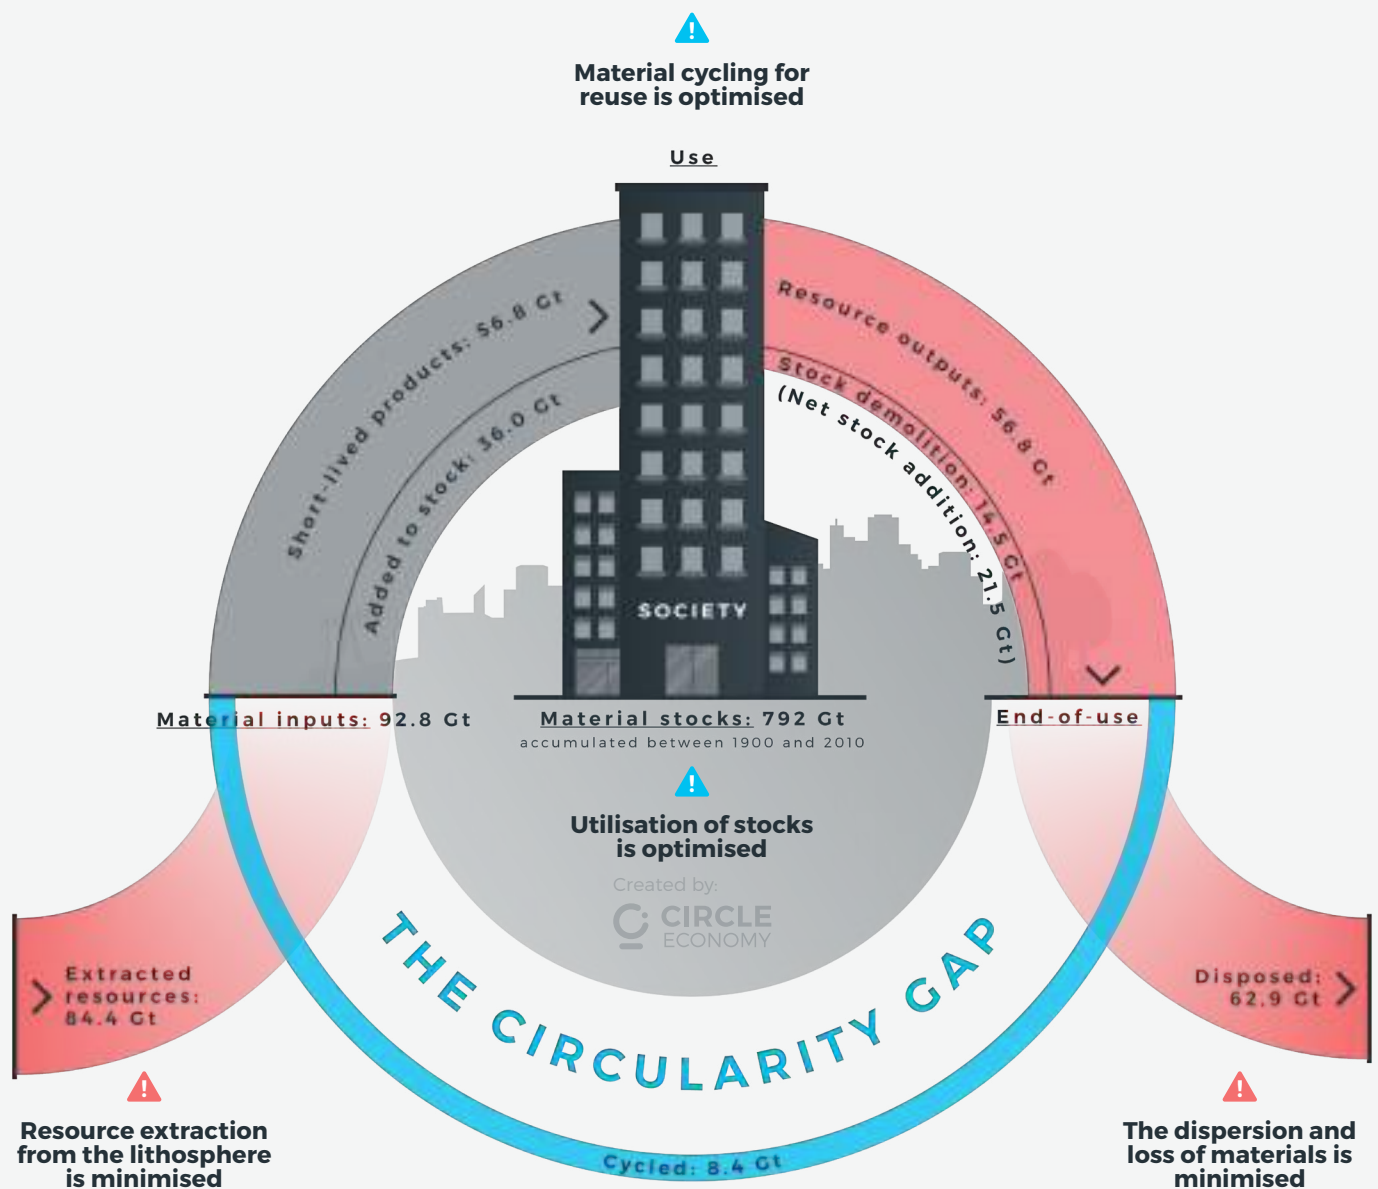 Material cycling for
reuse is optimised
Use
Short-lived products: 56.8 Gt
Added to stock: 36.0 Gt
Resource outputs: 56.8 Gt
Stock demolition: 14.5 Gt
(Net stock addition: 21.5 Gt)
SOCIETY
Material inputs: 92.8 Gt
Material stocks: 792 Gt
accumulated between 1900 and 2010
End-of-use
Utilisation of stocks
is optimised
Created by:
CIRCLE
ECONOMY
THE CIRCULARITY GAP
Extracted
resources:
84.4 Gt
Disposed:
62.9 Gt
Cycled: 8.4 Gt
Resource extraction
from the lithosphere
is minimised
The dispersion and
loss of materials is
minimised